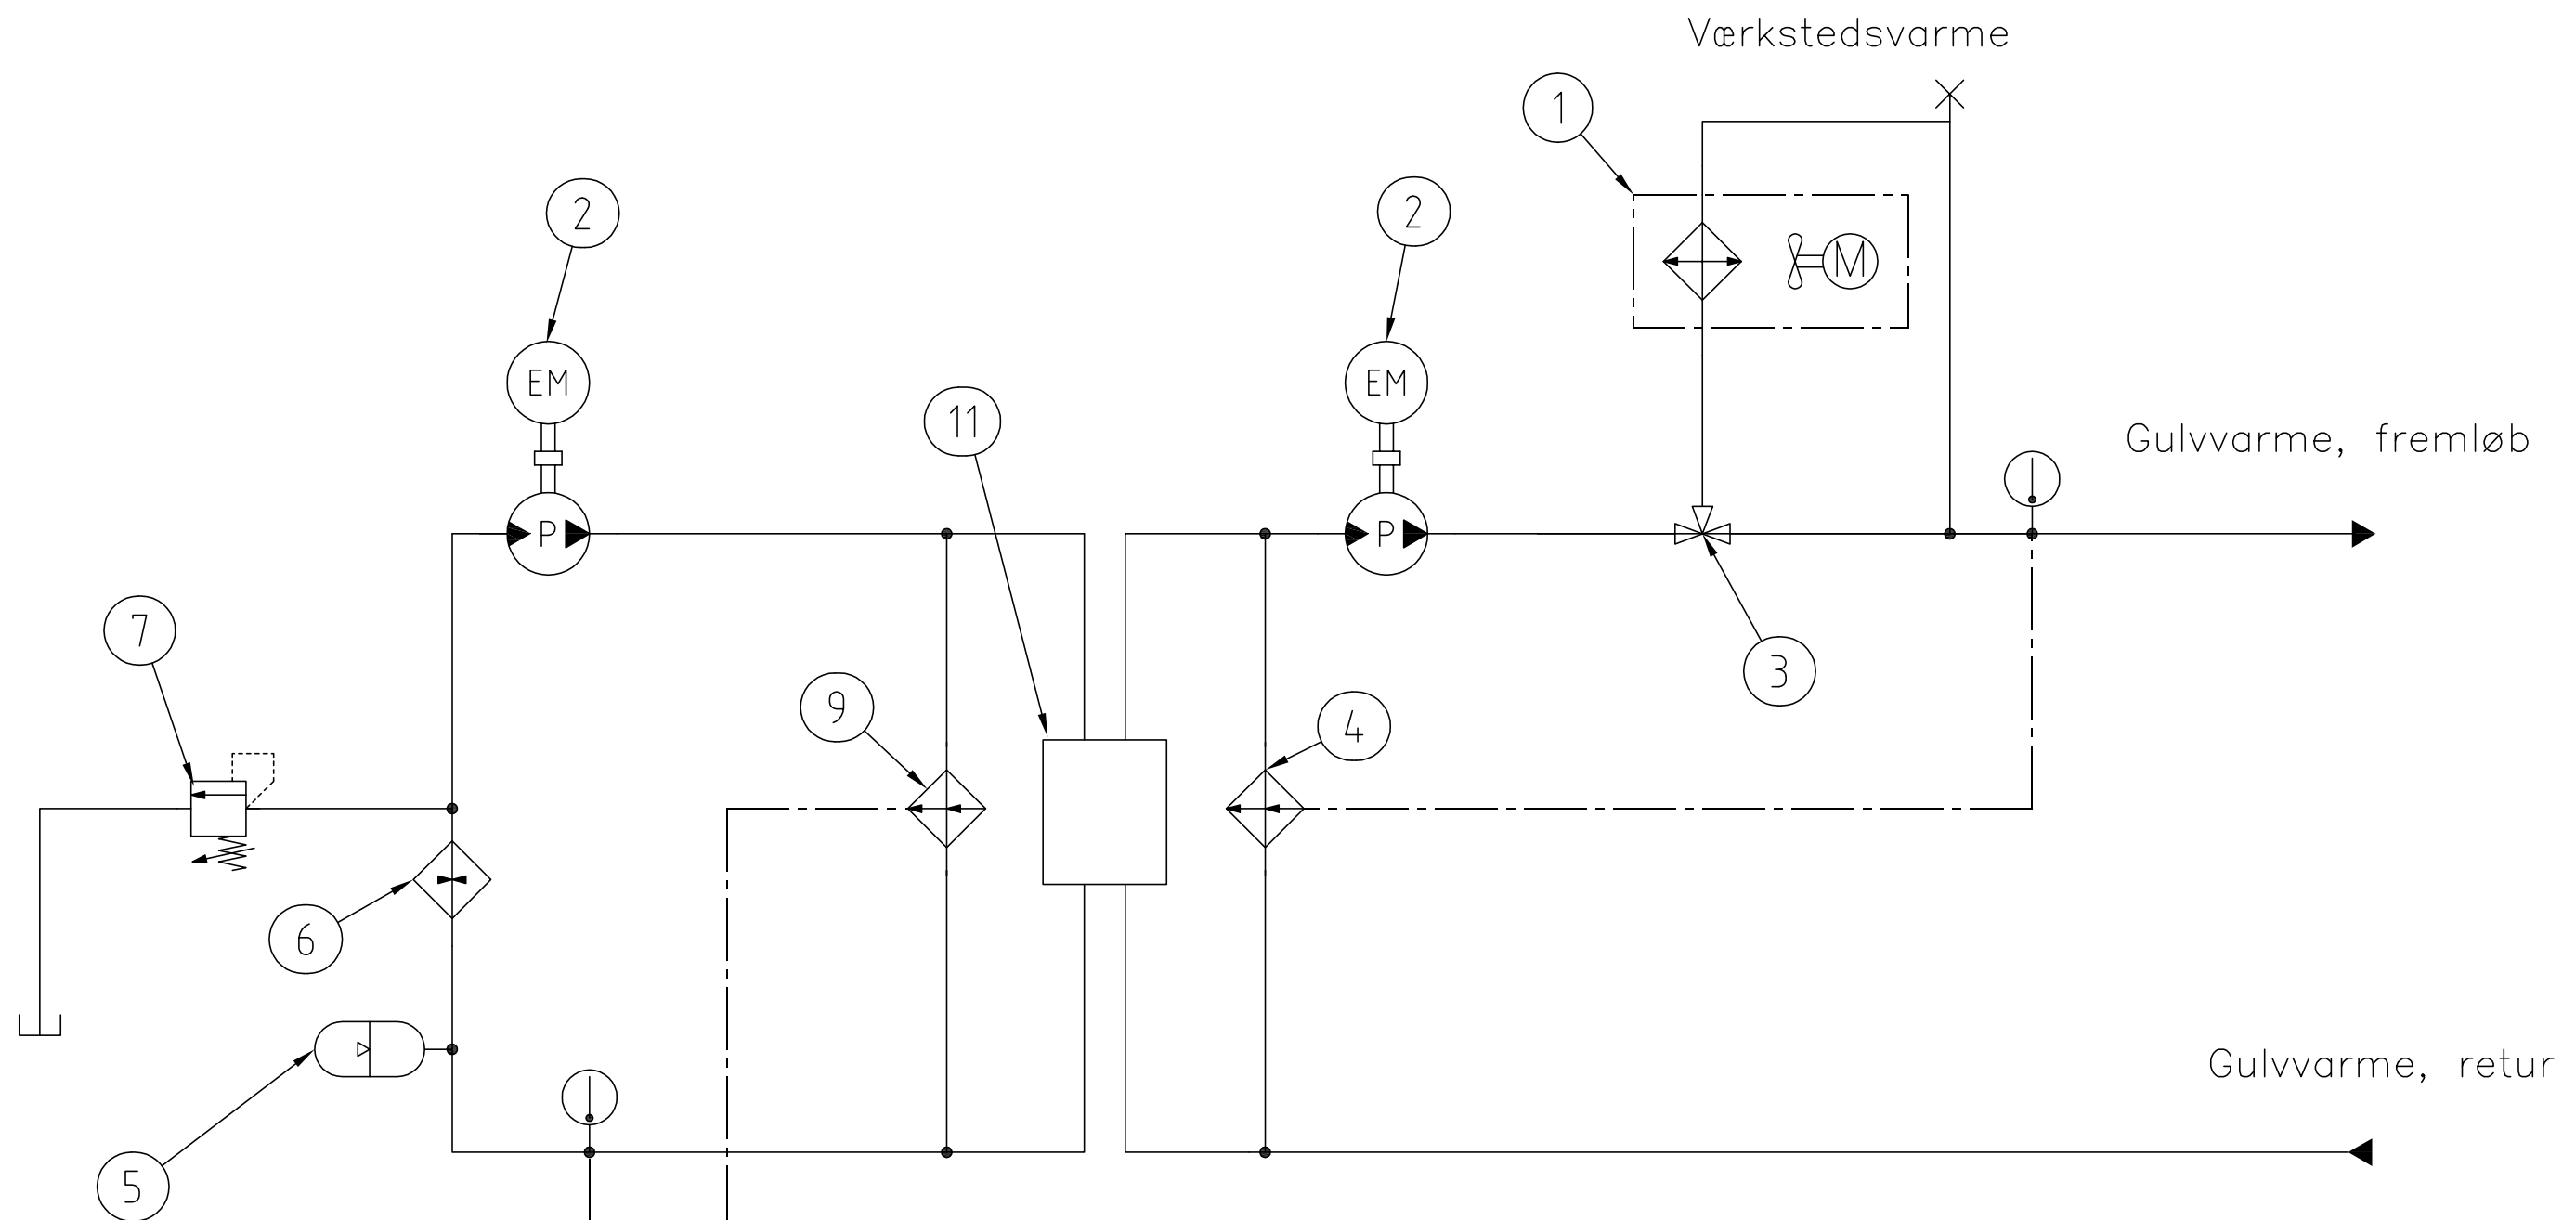 Værkstedsvarme
1
2
2
M
EM
EM
11
Gulvvarme, fremløb
P
P
7
3
9
4
6
Gulvvarme, retur
5